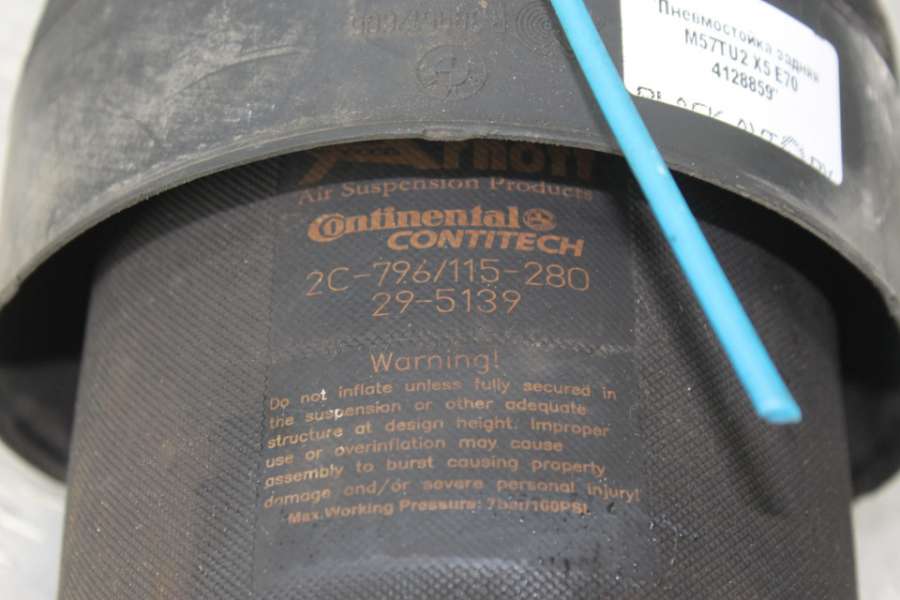 "Пневмостойка задняя
M57TU2 X5 E70
4128859"
Arnott
Air Suspension Products
Continental
CONTITECH
2C-796/115-280
29-5139
Warning!
Do not inflate unless fully secured in
the suspension or other adequate
structure at design height. Improper
use or overinflation may cause
assembly to burst causing property
damage and/or severe personal injury!
Max.Working Pressure: 7bar/100PSI